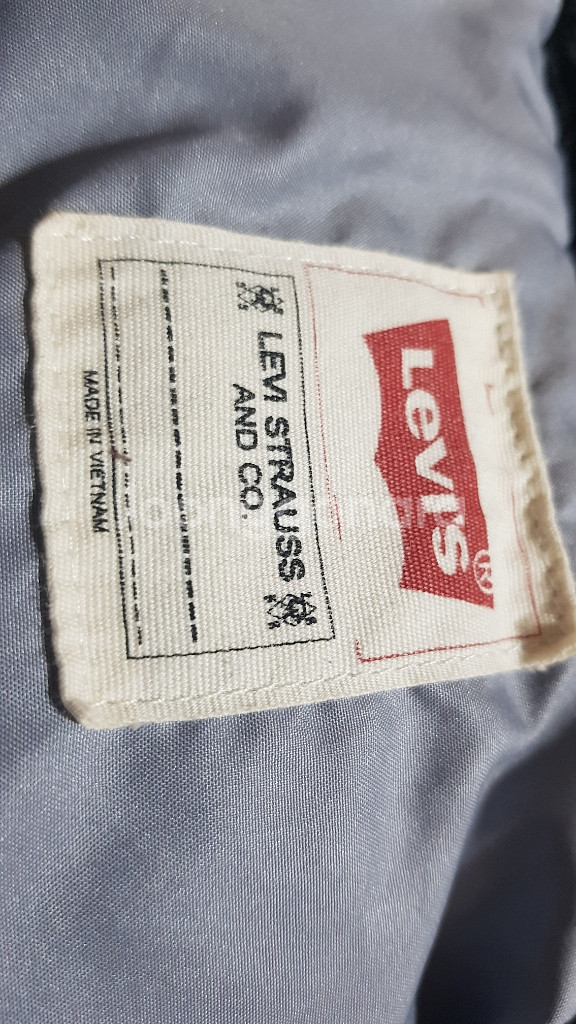 LEVI'S ®
LEVI STRAUSS
AND CO.
MADE IN VIETNAM